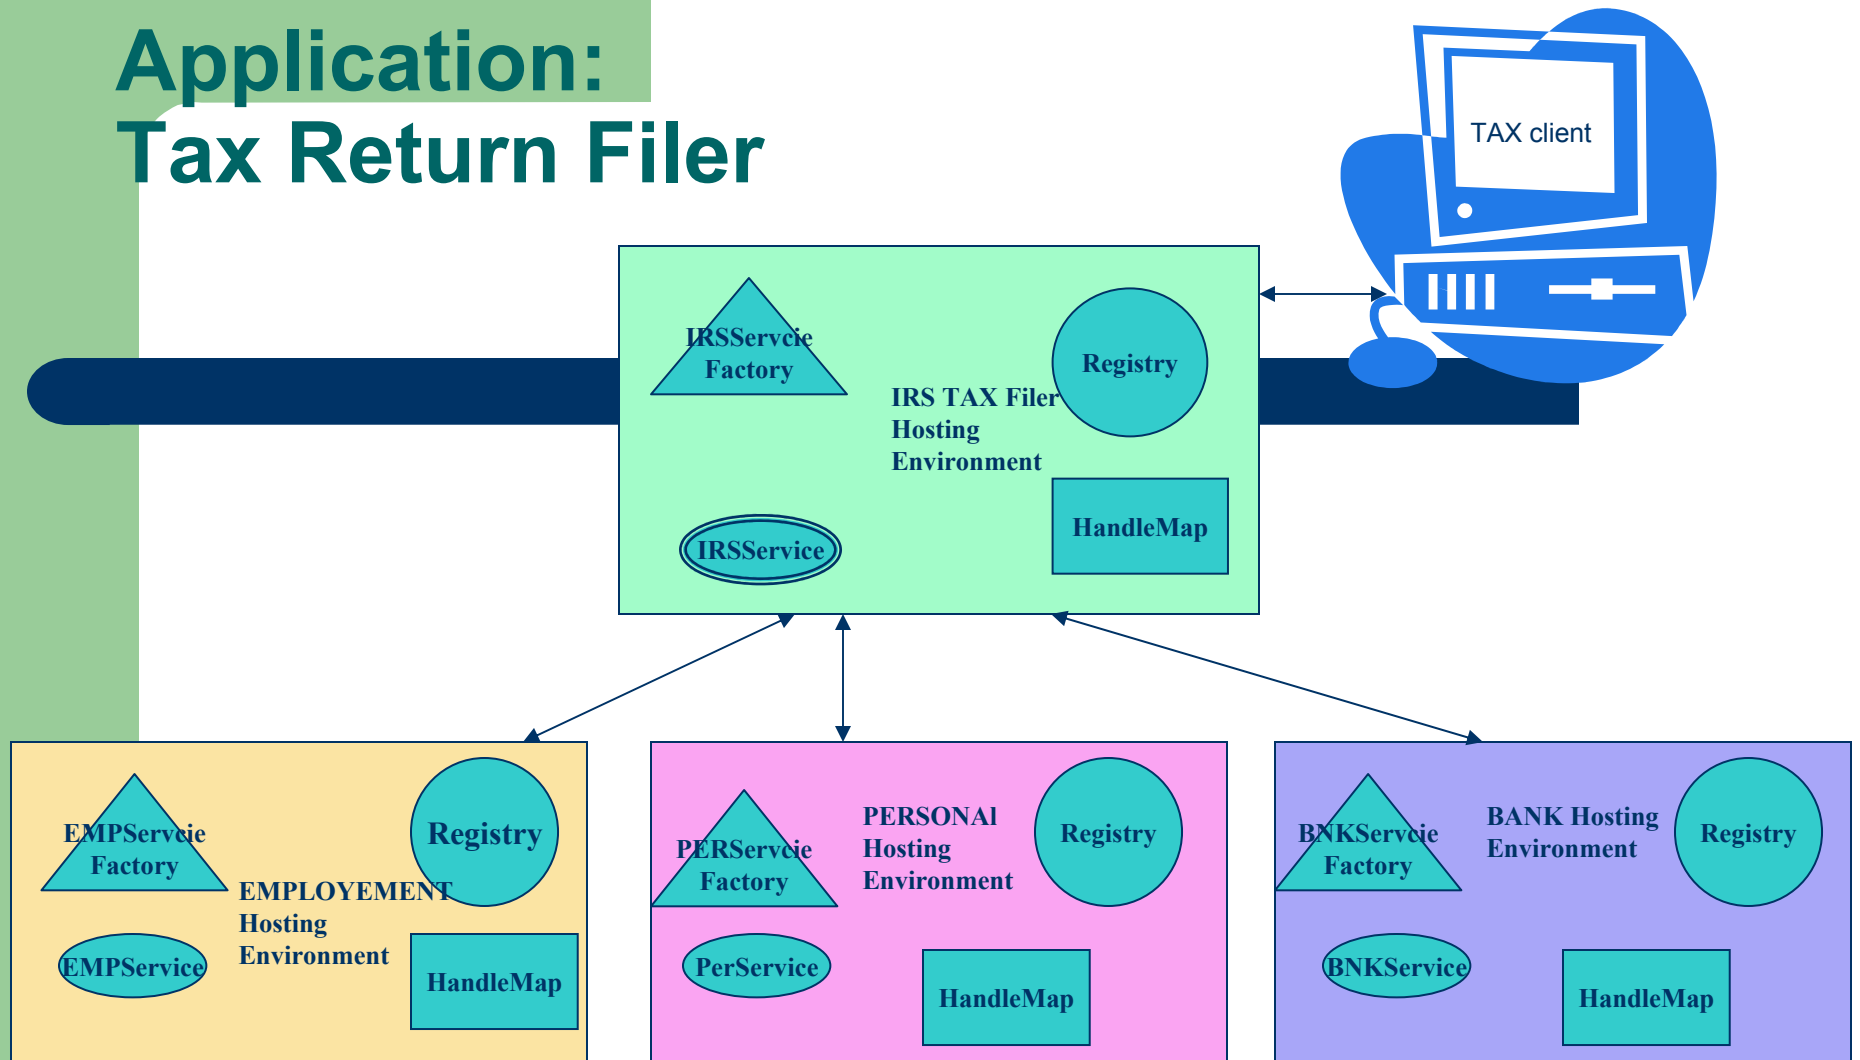 Application:
Tax Return Filer
TAX client
IRSServcie
Factory
Registry
IRS TAX Filer
Hosting
Environment
HandleMap
IRSService
EMPServcie
Factory
Registry
EMPLOYEMENT
Hosting
Environment
EMPService
HandleMap
PERServcie
Factory
PERSONAl
Hosting
Environment
Registry
PerService
HandleMap
BNKServcie
Factory
BANK Hosting
Environment
Registry
BNKService
HandleMap